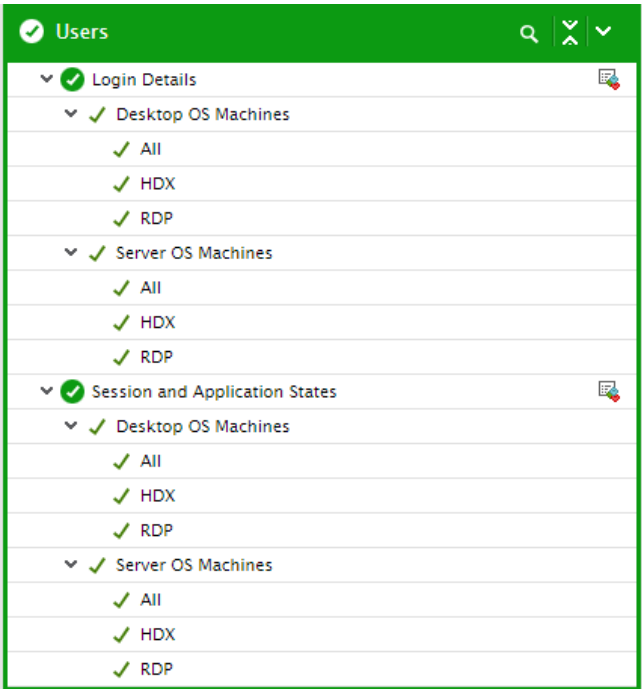 Users
Login Details
Desktop OS Machines
All
HDX
RDP
Server OS Machines
All
HDX
RDP
Session and Application States
Desktop OS Machines
All
HDX
RDP
Server OS Machines
All
HDX
RDP